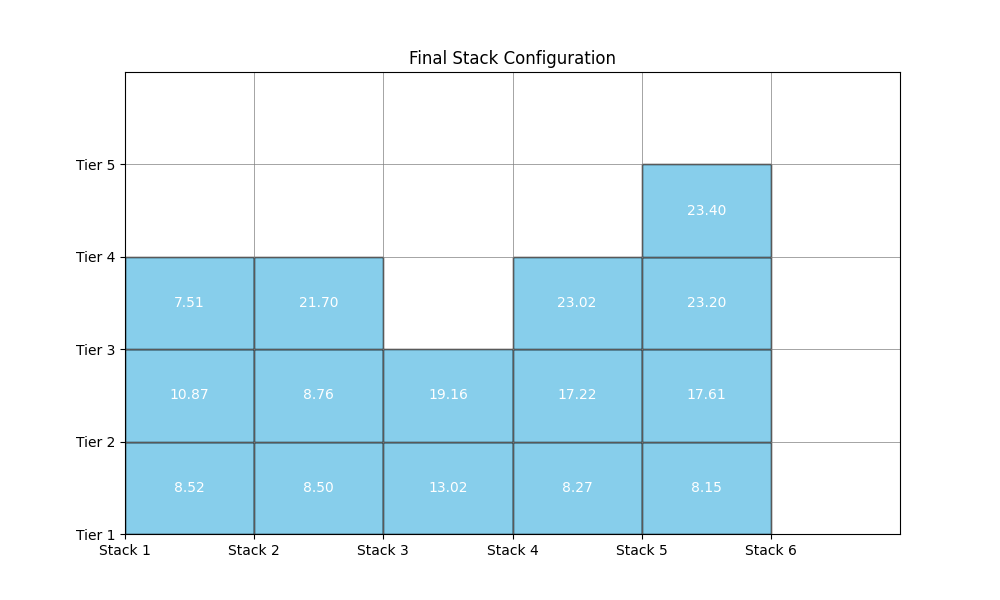 Final Stack Configuration
Tier 5
23.40
Tier 4
7.51 21.70 23.02 23.20
Tier 3
10.87 8.76 19.16 17.22 17.61
Tier 2
8.52 8.50 13.02 8.27 8.15
Tier 1
Stack 1 Stack 2 Stack 3 Stack 4 Stack 5 Stack 6